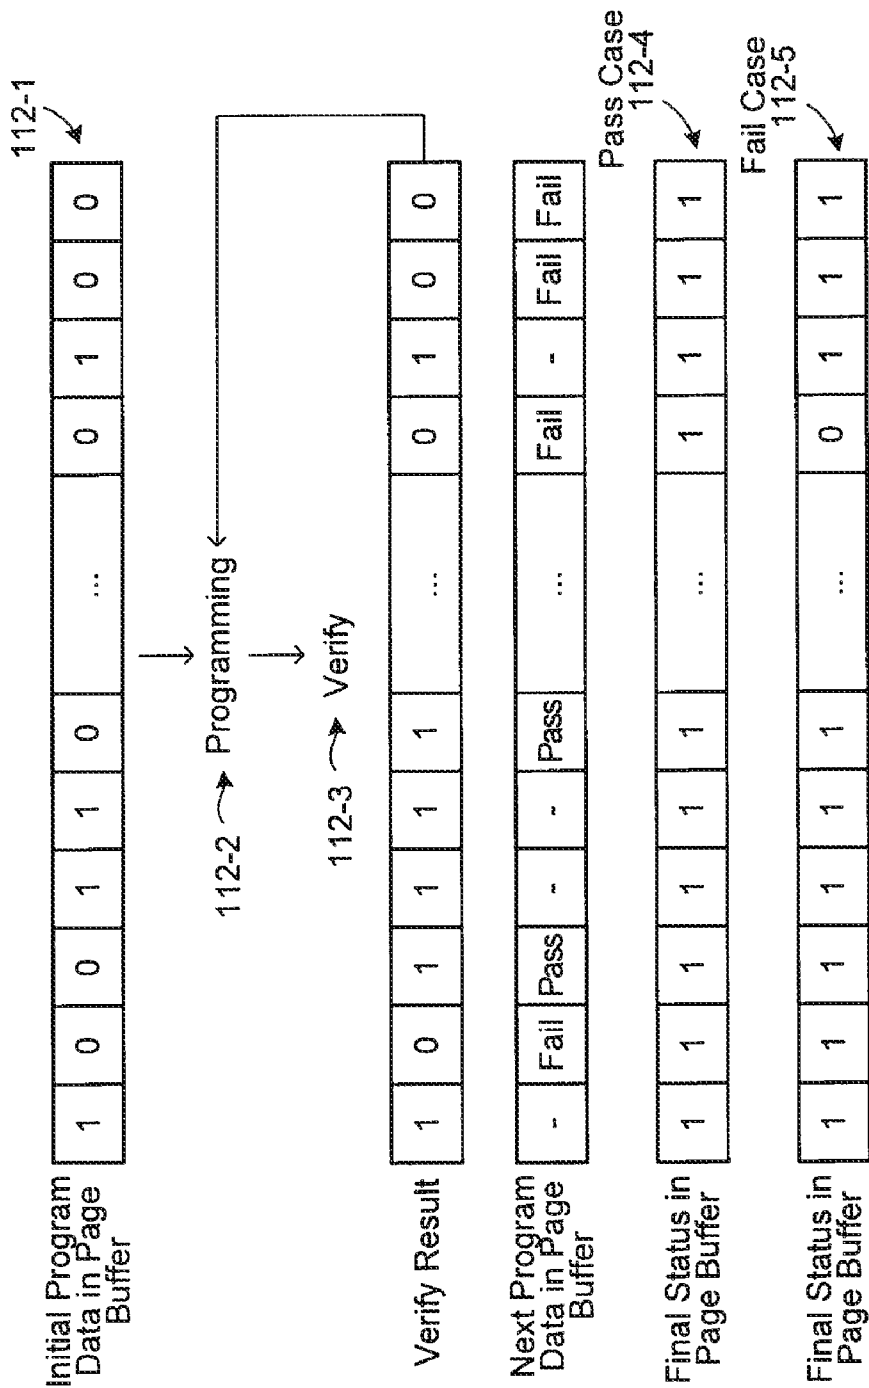 112-1
Initial Program
Data in Page
Buffer
1 0 0 1 1 0 ... 0 1 0 0
112-2 Programming
112-3 Verify
Verify Result
1 0 1 1 1 1 ... 0 1 0 0
Next Program
Data in Page
Buffer
- Fail Pass - - Pass ... Fail - Fail Fail
Pass Case
112-4
Final Status in
Page Buffer
1 1 1 1 1 1 ... 1 1 1 1
Fail Case
112-5
Final Status in
Page Buffer
1 1 1 1 1 1 ... 0 1 1 1